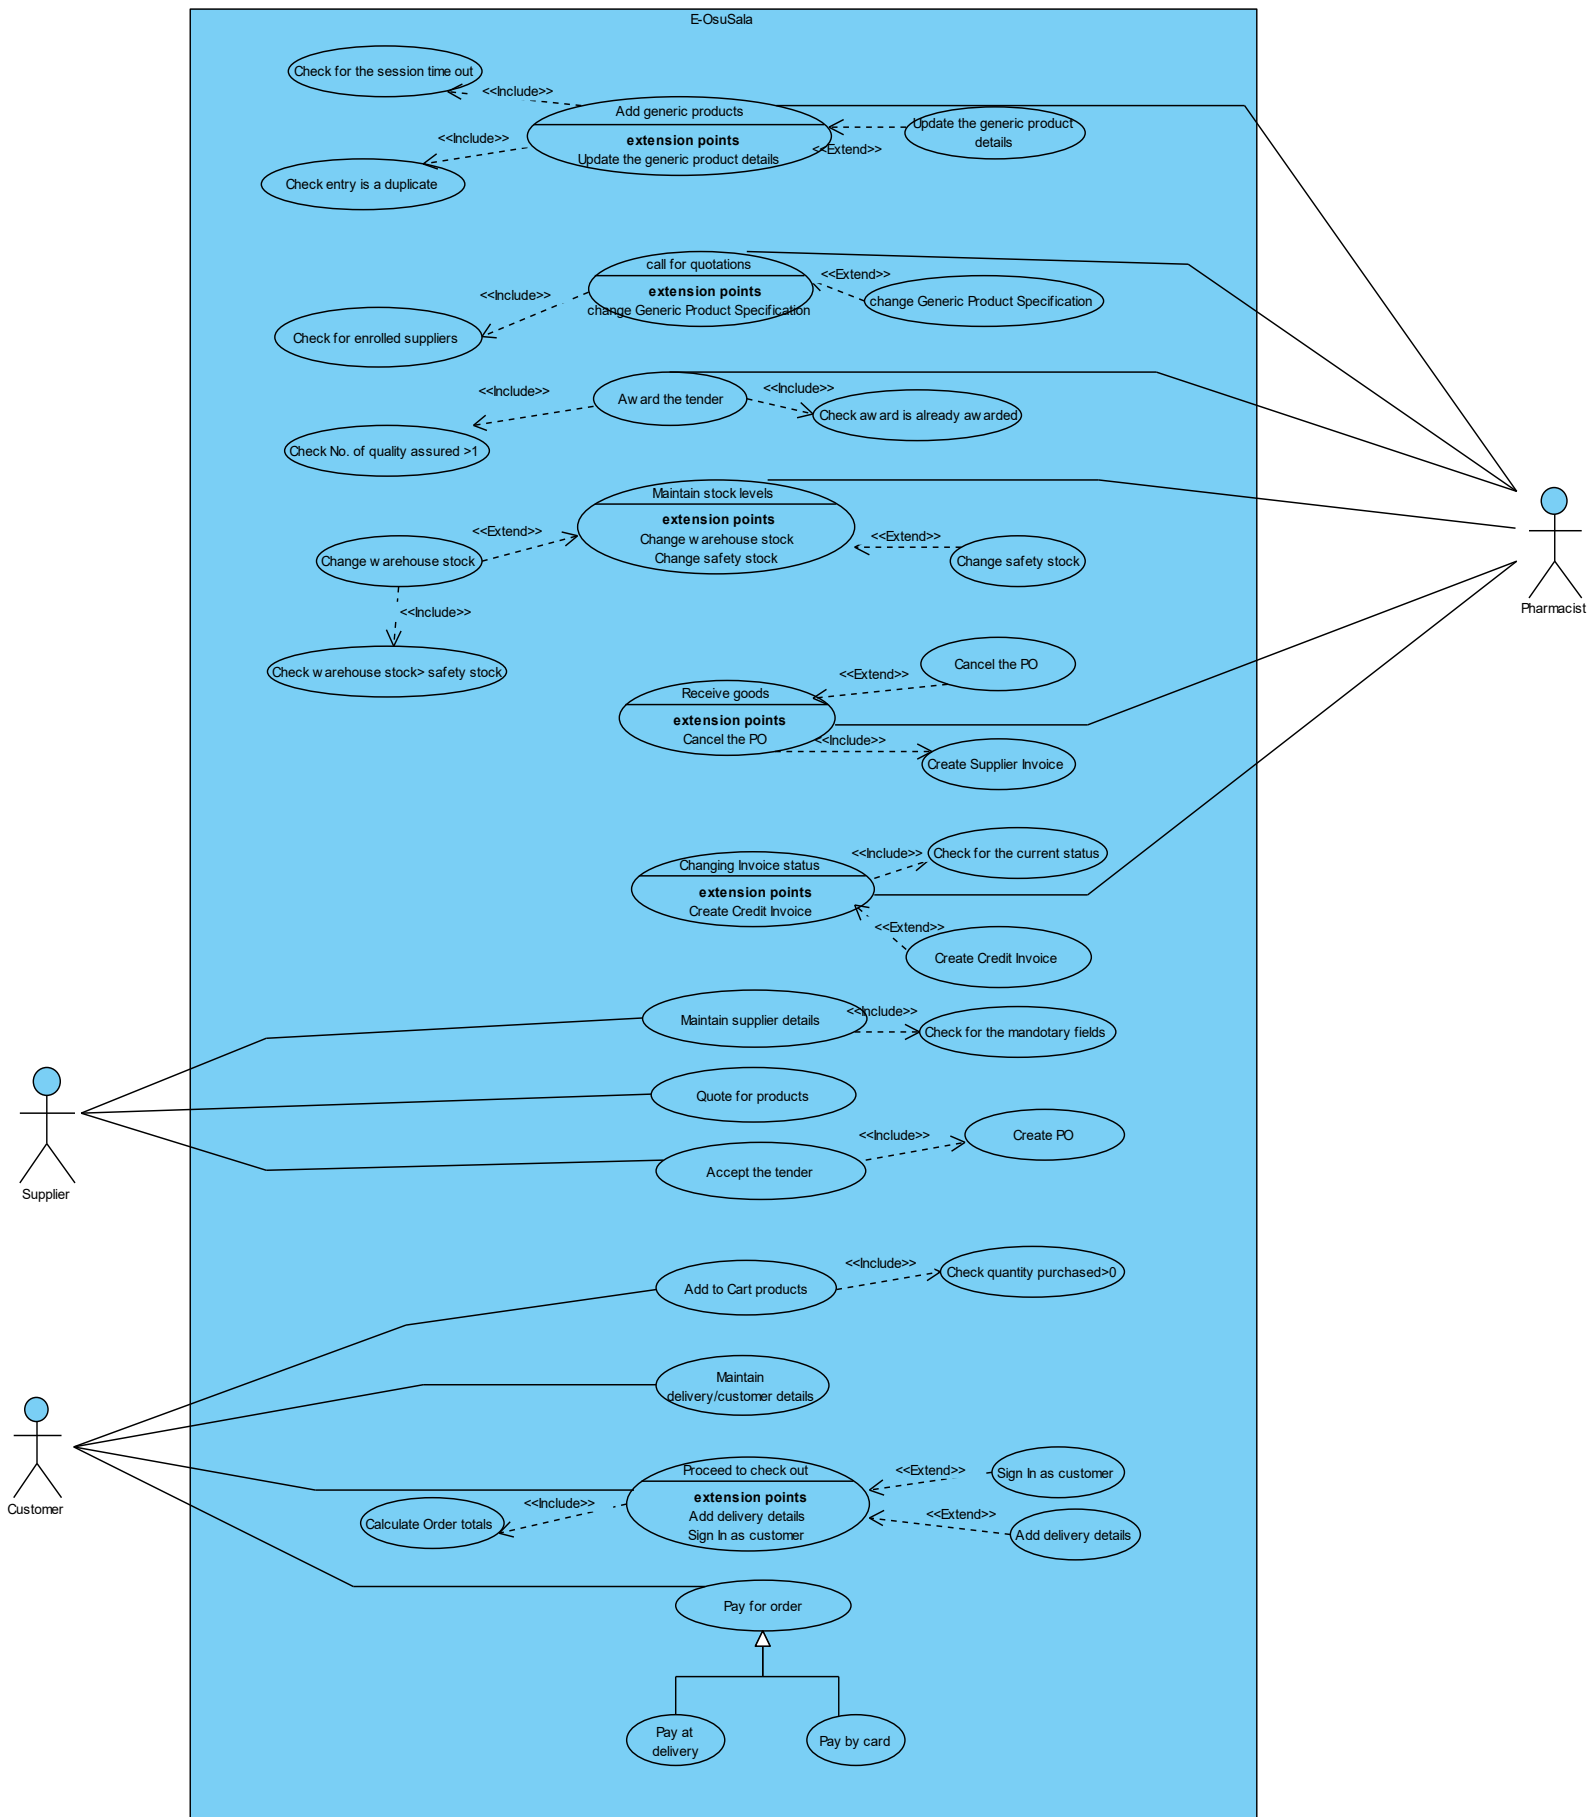 E-OsuSala
Check for the session time out
<<Include>>
Add generic products
extension points
Update the generic product details
Update the generic product
details
<<Extend>>
<<Include>>
Check entry is a duplicate
call for quotations
extension points
change Generic Product Specification
<<Extend>>
change Generic Product Specification
<<Include>>
Check for enrolled suppliers
<<Include>>
Award the tender
<<Include>>
Check award is already awarded
Check No. of quality assured >1
Maintain stock levels
extension points
Change warehouse stock
Change safety stock
<<Extend>>
Change warehouse stock
<<Extend>>
Change safety stock
<<Include>>
Check warehouse stock> safety stock
Pharmacist
Cancel the PO
<<Extend>>
Receive goods
extension points
Cancel the PO
<<Include>>
Create Supplier Invoice
Changing Invoice status
extension points
Create Credit Invoice
<<Include>>
Check for the current status
<<Extend>>
Create Credit Invoice
Maintain supplier details
<<Include>>
Check for the mandotary fields
Quote for products
Supplier
Accept the tender
<<Include>>
Create PO
Add to Cart products
<<Include>>
Check quantity purchased>0
Maintain
delivery/customer details
Customer
Proceed to check out
extension points
Add delivery details
Sign In as customer
<<Extend>>
Sign In as customer
<<Extend>>
Add delivery details
<<Include>>
Calculate Order totals
Pay for order
Pay at
delivery
Pay by card